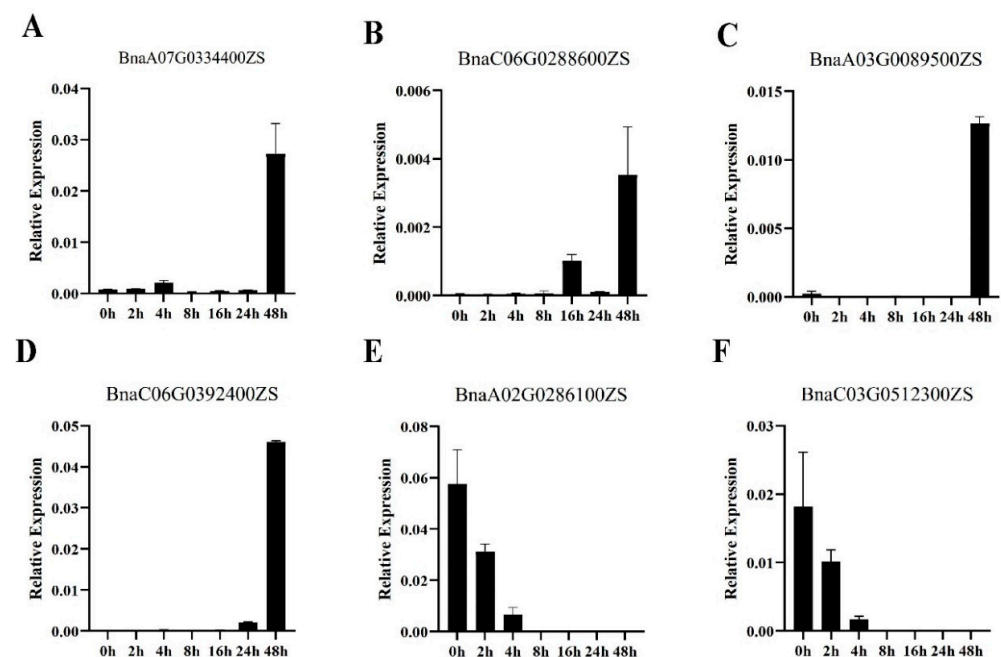 A
BnaA07G0334400ZS
Relative Expression
0.04
0.03
0.02
0.01
0.00
0h 2h 4h 8h 16h 24h 48h
B
BnaC06G0288600ZS
Relative Expression
0.006
0.004
0.002
0.000
0h 2h 4h 8h 16h 24h 48h
C
BnaA03G0089500ZS
Relative Expression
0.015
0.010
0.005
0.000
0h 2h 4h 8h 16h 24h 48h
D
BnaC06G0392400ZS
Relative Expression
0.05
0.04
0.03
0.02
0.01
0.00
0h 2h 4h 8h 16h 24h 48h
E
BnaA02G0286100ZS
Relative Expression
0.08
0.06
0.04
0.02
0.00
0h 2h 4h 8h 16h 24h 48h
F
BnaC03G0512300ZS
Relative Expression
0.03
0.02
0.01
0.00
0h 2h 4h 8h 16h 24h 48h